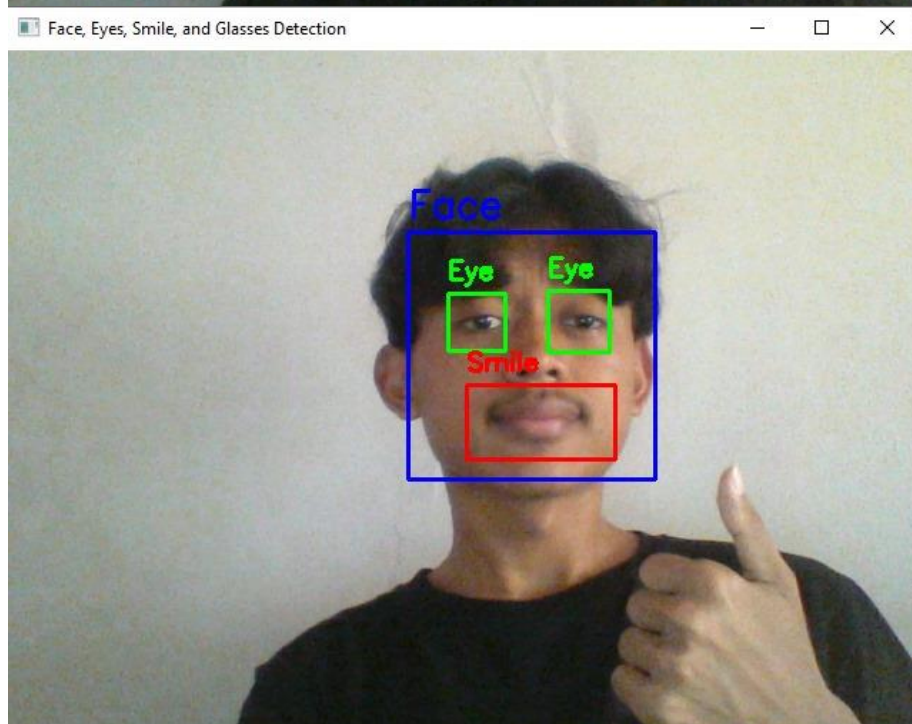 Face, Eyes, Smile, and Glasses Detection
Face
Eye
Eye
Smile